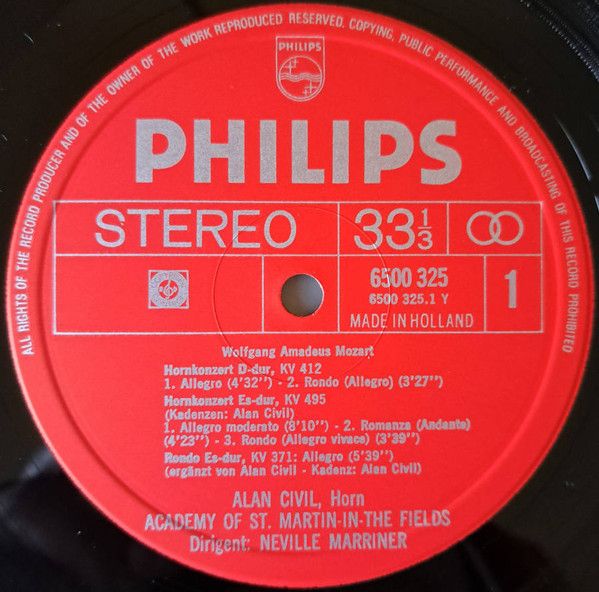 ALL RIGHTS OF THE RECORD PRODUCER AND OF THE OWNER OF THE WORK REPRODUCED RESERVED. COPYING, PUBLIC PERFORMANCE AND BROADCASTING OF THIS RECORD PROHIBITED
PHILIPS
PHILIPS
STEREO 33 1/3
6500 325
6500 325.1 Y
1
MADE IN HOLLAND
Wolfgang Amadeus Mozart
Hornkonzert D-dur, KV 412
1. Allegro (4'32'') - 2. Rondo (Allegro) (3'27'')
Hornkonzert Es-dur, KV 495
(Kadenzen: Alan Civil)
1. Allegro moderato (8'10'') - 2. Romanza (Andante)
(4'23'') - 3. Rondo (Allegro vivace) (3'39'')
Rondo Es-dur, KV 371: Allegro (5'39'')
(ergänzt von Alan Civil - Kadenz: Alan Civil)
ALAN CIVIL, Horn
ACADEMY OF ST. MARTIN-IN-THE FIELDS
Dirigent: NEVILLE MARRINER